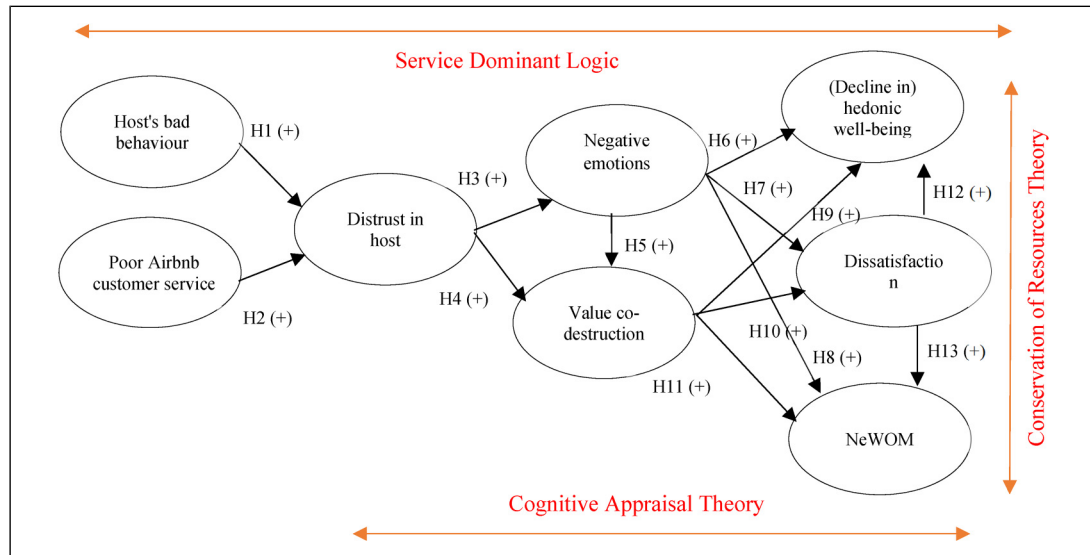 Service Dominant Logic
Host's bad
behaviour
H1 (+)
Poor Airbnb
customer service
H2 (+)
Distrust in
host
H3 (+)
H4 (+)
Negative
emotions
H5 (+)
Value co-
destruction
H6 (+)
H7 (+)
H9 (+)
H10 (+)
H8 (+)
H11 (+)
(Decline in)
hedonic
well-being
H12 (+)
Dissatisfactio
n
H13 (+)
NeWOM
Conservation of Resources Theory
Cognitive Appraisal Theory